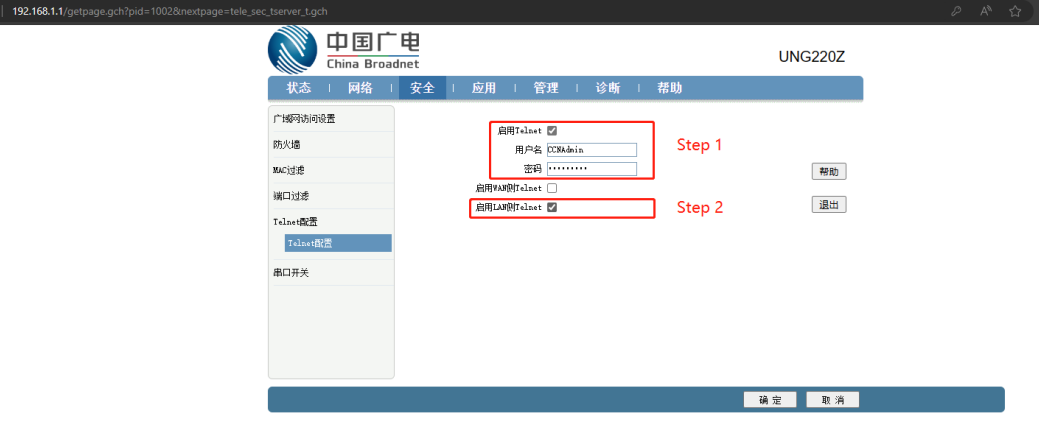 192.168.1.1/getpage.gch?pid=1002&nextpage=tele_sec_tserver_t.gch
中国广电
China Broadnet
UNG220Z
状态 | 网络 | 安全 | 应用 | 管理 | 诊断 | 帮助
广域网访问设置
防火墙
MAC过滤
端口过滤
Telnet配置
Telnet配置
串口开关
启用Telnet
用户名 CCNAdmin
密码 •••••••••
启用WAN侧Telnet
启用LAN侧Telnet
Step 1
Step 2
帮助
退出
确定 取消